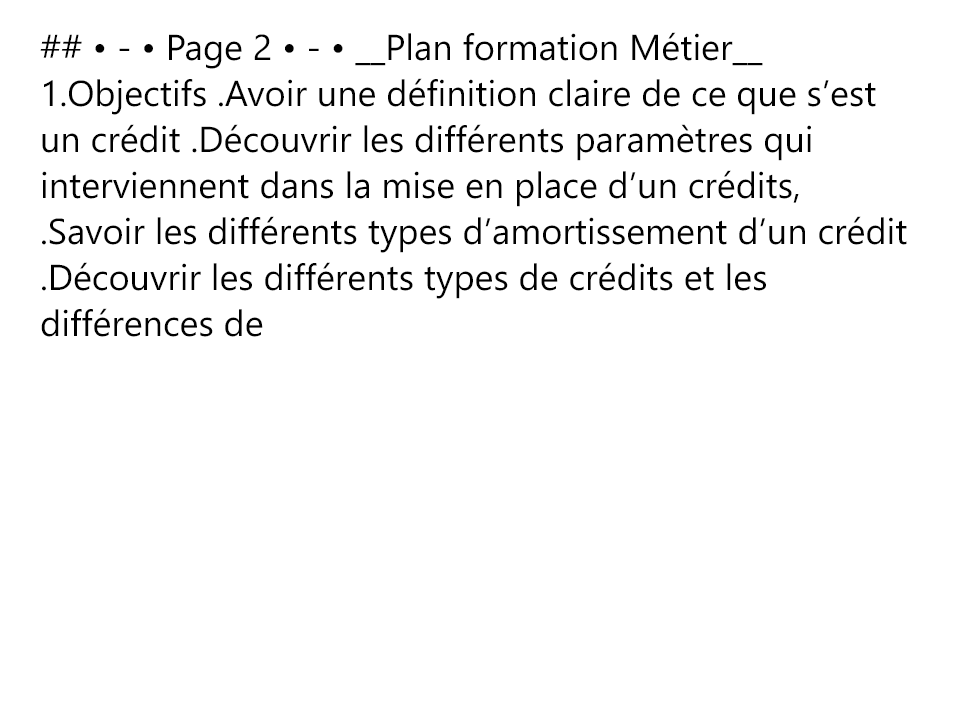 ## • - • Page 2 • - • __Plan formation Métier__
1.Objectifs .Avoir une définition claire de ce que s’est
un crédit .Découvrir les différents paramètres qui
interviennent dans la mise en place d’un crédits,
.Savoir les différents types d’amortissement d’un crédit
.Découvrir les différents types de crédits et les
différences de